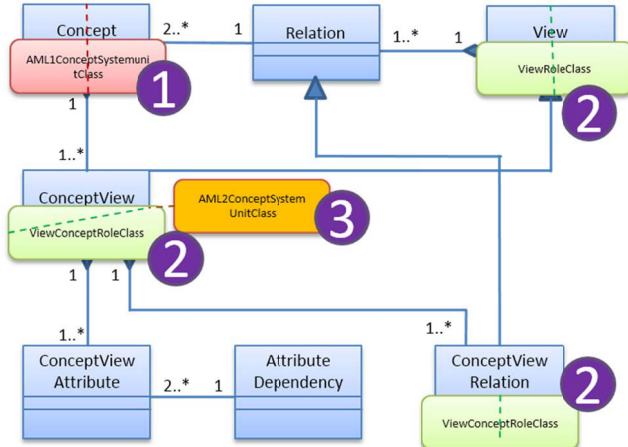 Concept
2..*
1
Relation
1..*
1
View
AML1ConceptSystemuni
tClass
1
ViewRoleClass
2
1
1..*
ConceptView
AML2ConceptSystem
UnitClass
3
ViewConceptRoleClass
2
1
1
1..*
1..*
ConceptView
Attribute
2..*
1
Attribute
Dependency
ConceptView
Relation
2
ViewConceptRoleClass